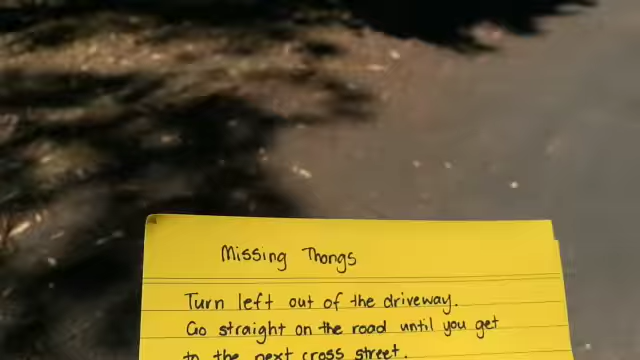 Missing Thongs
Turn left out of the driveway.
Go straight on the road until you get
to the next cross street.